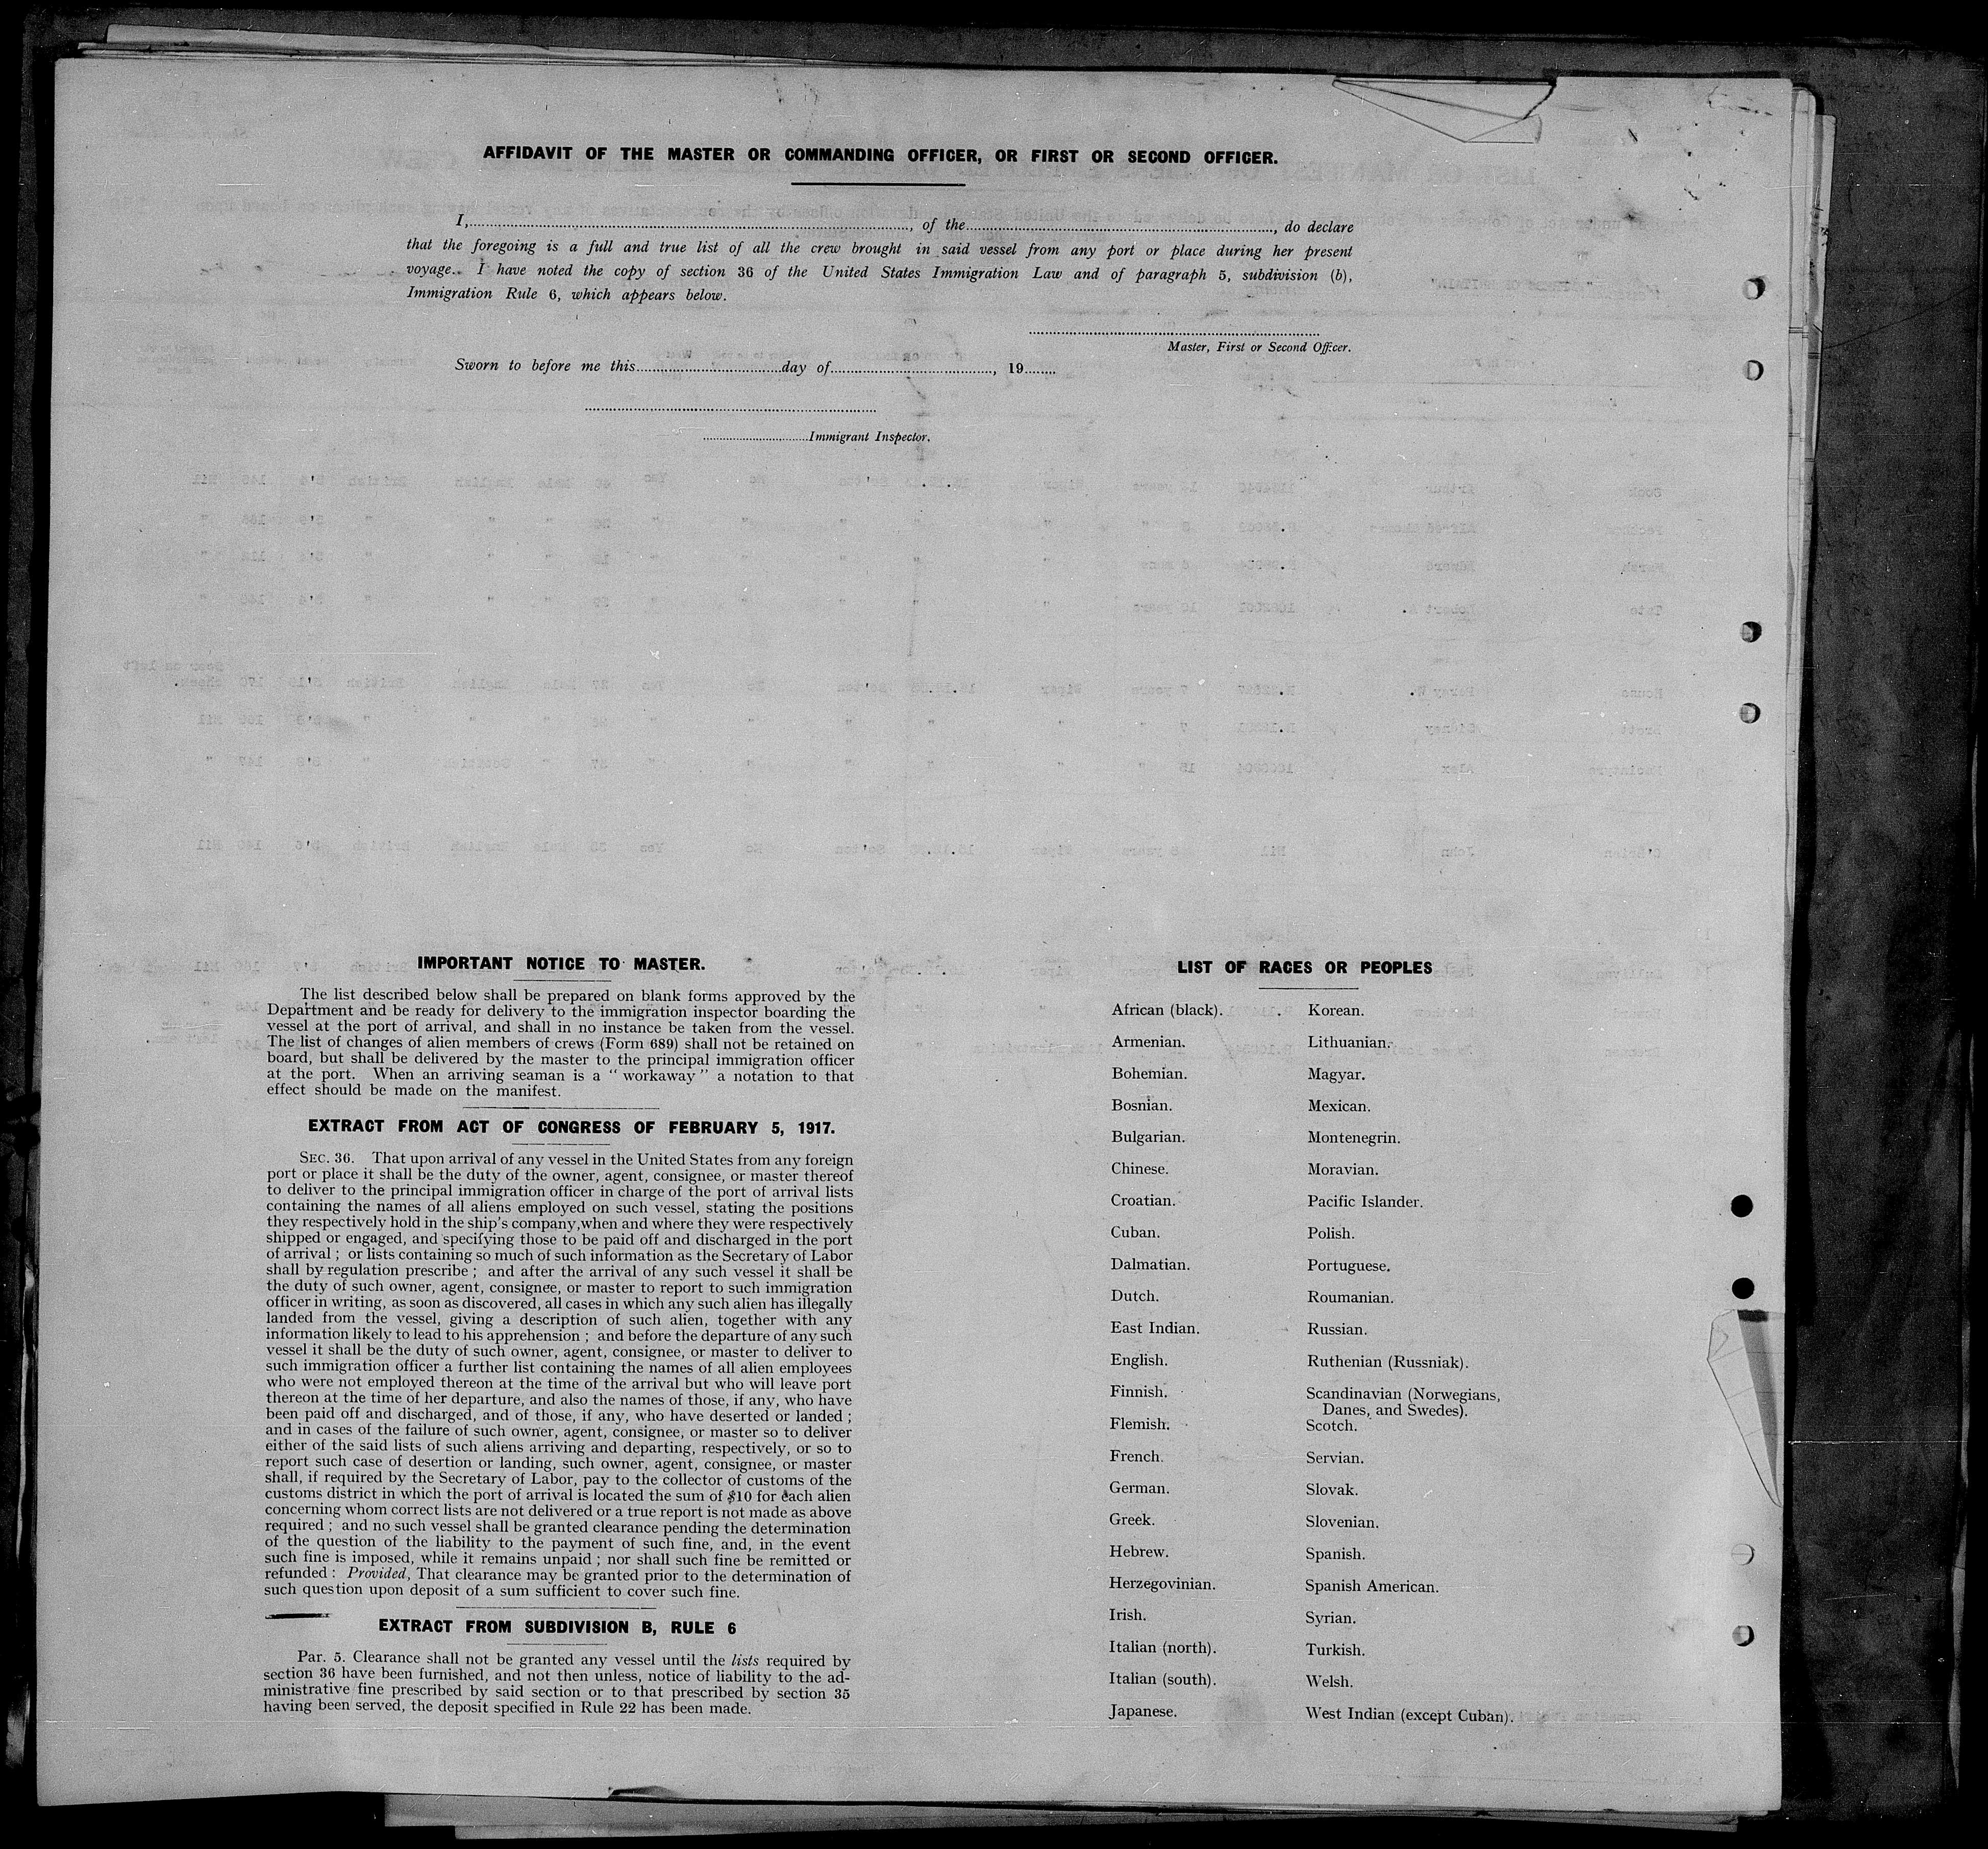 AFFIDAVIT OF THE MASTER OR COMMANDING OFFICER, OR FIRST OR SECOND OFFICER.
I,........................................, of the........................................, do declare
that the foregoing is a full and true list of all the crew brought in said vessel from any port or place during her present
voyage. I have noted the copy of section 36 of the United States Immigration Law and of paragraph 5, subdivision (b),
Immigration Rule 6, which appears below.
Master, First or Second Officer.
Sworn to before me this....................day of...................., 19........
....................Immigrant Inspector.
IMPORTANT NOTICE TO MASTER.
The list described below shall be prepared on blank forms approved by the
Department and be ready for delivery to the immigration inspector boarding the
vessel at the port of arrival, and shall in no instance be taken from the vessel.
The list of changes of alien members of crews (Form 689) shall not be retained on
board, but shall be delivered by the master to the principal immigration officer
at the port. When an arriving seaman is a " workaway " a notation to that
effect should be made on the manifest.
EXTRACT FROM ACT OF CONGRESS OF FEBRUARY 5, 1917.
SEC. 36. That upon arrival of any vessel in the United States from any foreign
port or place it shall be the duty of the owner, agent, consignee, or master thereof
to deliver to the principal immigration officer in charge of the port of arrival lists
containing the names of all aliens employed on such vessel, stating the positions
they respectively hold in the ship's company,when and where they were respectively
shipped or engaged, and specifying those to be paid off and discharged in the port
of arrival ; or lists containing so much of such information as the Secretary of Labor
shall by regulation prescribe ; and after the arrival of any such vessel it shall be
the duty of such owner, agent, consignee, or master to report to such immigration
officer in writing, as soon as discovered, all cases in which any such alien has illegally
landed from the vessel, giving a description of such alien, together with any
information likely to lead to his apprehension ; and before the departure of any such
vessel it shall be the duty of such owner, agent, consignee, or master to deliver to
such immigration officer a further list containing the names of all alien employees
who were not employed thereon at the time of the arrival but who will leave port
thereon at the time of her departure, and also the names of those, if any, who have
been paid off and discharged, and of those, if any, who have deserted or landed ;
and in cases of the failure of such owner, agent, consignee, or master so to deliver
either of the said lists of such aliens arriving and departing, respectively, or so to
report such case of desertion or landing, such owner, agent, consignee, or master
shall, if required by the Secretary of Labor, pay to the collector of customs of the
customs district in which the port of arrival is located the sum of $10 for each alien
concerning whom correct lists are not delivered or a true report is not made as above
required ; and no such vessel shall be granted clearance pending the determination
of the question of the liability to the payment of such fine, and, in the event
such fine is imposed, while it remains unpaid ; nor shall such fine be remitted or
refunded : Provided, That clearance may be granted prior to the determination of
such question upon deposit of a sum sufficient to cover such fine.
EXTRACT FROM SUBDIVISION B, RULE 6
Par. 5. Clearance shall not be granted any vessel until the lists required by
section 36 have been furnished, and not then unless, notice of liability to the ad-
ministrative fine prescribed by said section or to that prescribed by section 35
having been served, the deposit specified in Rule 22 has been made.
LIST OF RACES OR PEOPLES
African (black).
Armenian.
Bohemian.
Bosnian.
Bulgarian.
Chinese.
Croatian.
Cuban.
Dalmatian.
Dutch.
East Indian.
English.
Finnish.
Flemish.
French.
German.
Greek.
Hebrew.
Herzegovinian.
Irish.
Italian (north).
Italian (south).
Japanese.
Korean.
Lithuanian.
Magyar.
Mexican.
Montenegrin.
Moravian.
Pacific Islander.
Polish.
Portuguese.
Roumanian.
Russian.
Ruthenian (Russniak).
Scandinavian (Norwegians,
Danes, and Swedes).
Scotch.
Servian.
Slovak.
Slovenian.
Spanish.
Spanish American.
Syrian.
Turkish.
Welsh.
West Indian (except Cuban).